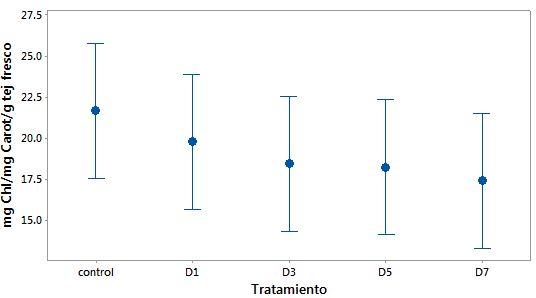 mg Chl/mg Carot/g tej fresco
27.5
25.0
22.5
20.0
17.5
15.0
control D1 D3 D5 D7
Tratamiento